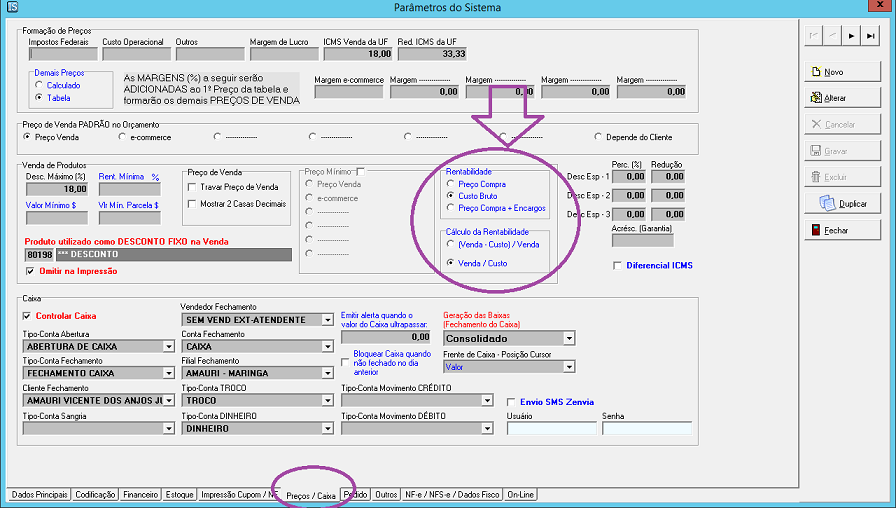 Parâmetros do Sistema
Formação de Preços
Impostos Federais Custo Operacional Outros Margem de Lucro ICMS Venda da UF Red. ICMS da UF
18,00 33,33
Demais Preços
Calculado
Tabela
As MARGENS (%) a seguir serão
ADICIONADAS ao 1º Preço da tabela e
formarão os demais PREÇOS DE VENDA
Margem e-commerce Margem --------------- Margem --------------- Margem --------------- Margem ---------------
0,00 0,00 0,00 0,00
Preço de Venda PADRÃO no Orçamento
Preço Venda e-commerce --------------- --------------- --------------- --------------- Depende do Cliente
Venda de Produtos
Desc. Máximo (%) Rent. Mínima %
18,00
Valor Mínimo $ Vlr Mín. Parcela $
Preço de Venda
Travar Preço de Venda
Mostrar 2 Casas Decimais
Produto utilizado como DESCONTO FIXO na Venda
80198 *** DESCONTO
Omitir na Impressão
Preço Mínimo
Preço Venda
e-commerce
---------------
---------------
---------------
Rentabilidade
Preço Compra
Custo Bruto
Preço Compra + Encargos
Cálculo da Rentabilidade
(Venda - Custo) / Venda
Venda / Custo
Perc. (%) Redução
Desc Esp - 1 0,00 0,00
Desc Esp - 2 0,00 0,00
Desc Esp - 3 0,00 0,00
Acrésc. (Garantia)
Diferencial ICMS
Caixa
Controlar Caixa
Tipo-Conta Abertura
ABERTURA DE CAIXA
Tipo-Conta Fechamento
FECHAMENTO CAIXA
Cliente Fechamento
AMAURI VICENTE DOS ANJOS JU
Tipo-Conta Sangria
Vendedor Fechamento
SEM VEND EXT-ATENDENTE
Conta Fechamento
CAIXA
Filial Fechamento
AMAURI - MARINGA
Tipo-Conta TROCO
TROCO
Tipo-Conta DINHEIRO
DINHEIRO
Emitir alerta quando o
valor do Caixa ultrapassar:
0,00
Bloquear Caixa quando
não fechado no dia
anterior
Tipo-Conta Movimento CRÉDITO
Tipo-Conta Movimento DÉBITO
Geração das Baixas
(Fechamento do Caixa)
Consolidado
Frente de Caixa - Posição Cursor
Valor
Envio SMS Zenvia
Usuário Senha
Novo
Alterar
Cancelar
Gravar
Excluir
Duplicar
Fechar
Dados Principais Codificação Financeiro Estoque Impressão Cupom / NF Preços / Caixa Pedido Outros NF-e / NFS-e / Dados Fisco On-Line